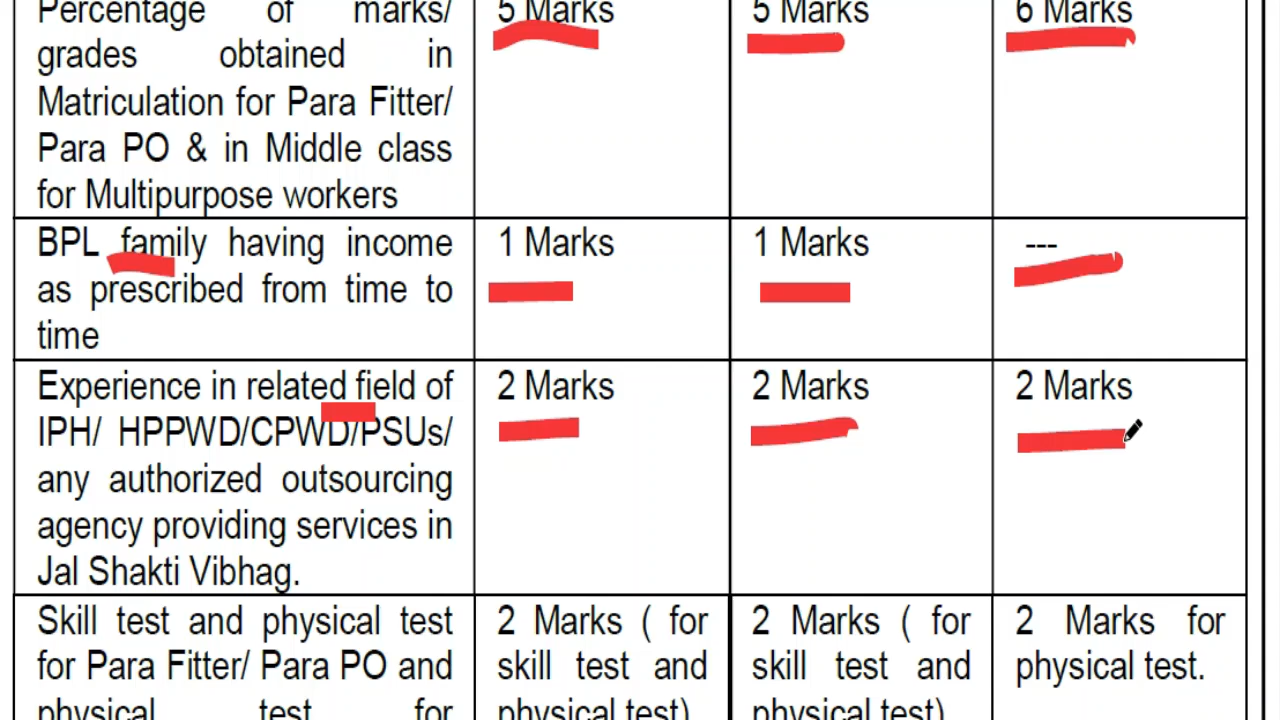 Percentage of marks/
grades obtained in
Matriculation for Para Fitter/
Para PO & in Middle class
for Multipurpose workers
5 Marks
5 Marks
6 Marks
BPL family having income
as prescribed from time to
time
1 Marks
1 Marks
---
Experience in related field of
IPH/ HPPWD/CPWD/PSUs/
any authorized outsourcing
agency providing services in
Jal Shakti Vibhag.
2 Marks
2 Marks
2 Marks
Skill test and physical test
for Para Fitter/ Para PO and
physical test for
2 Marks ( for
skill test and
physical test)
2 Marks ( for
skill test and
physical test)
2 Marks for
physical test.